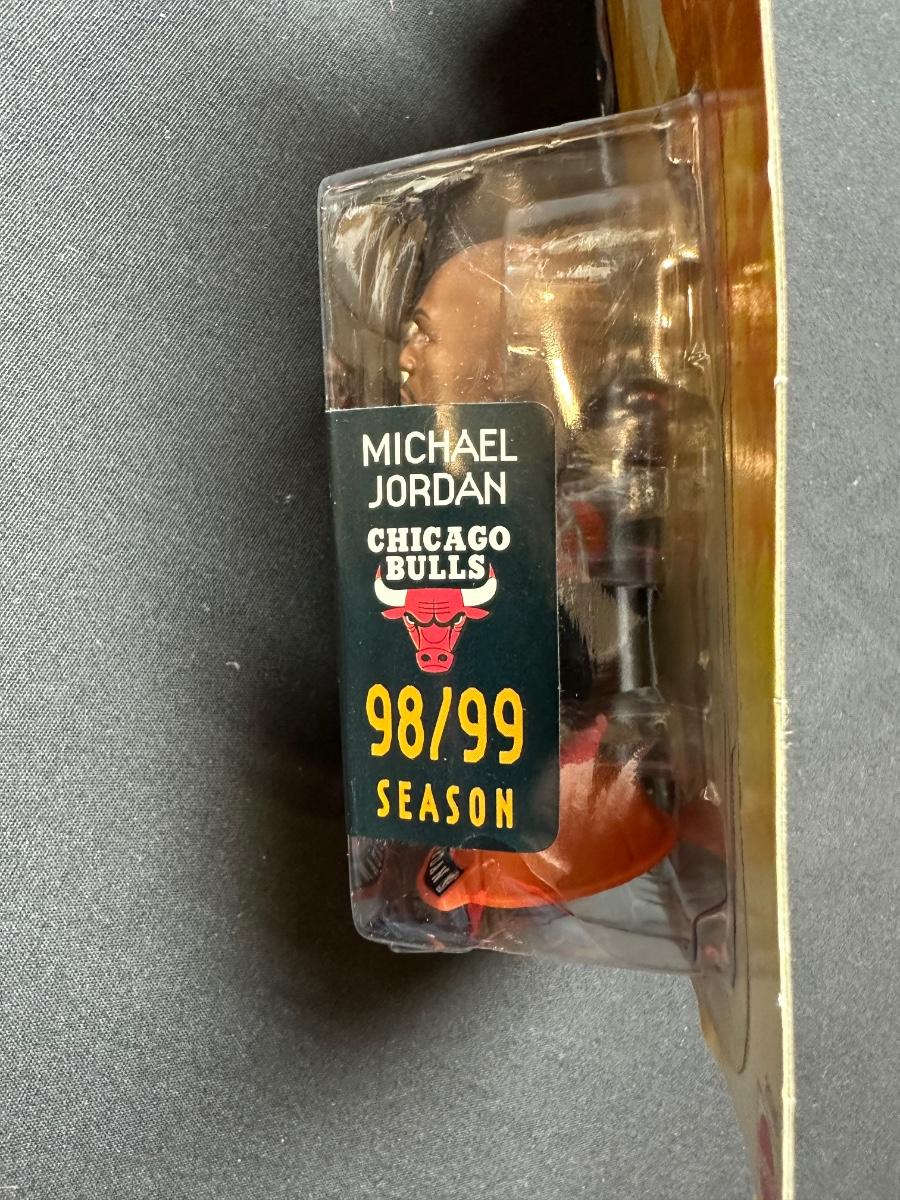 MICHAEL
JORDAN
CHICAGO
BULLS
98/99
SEASON